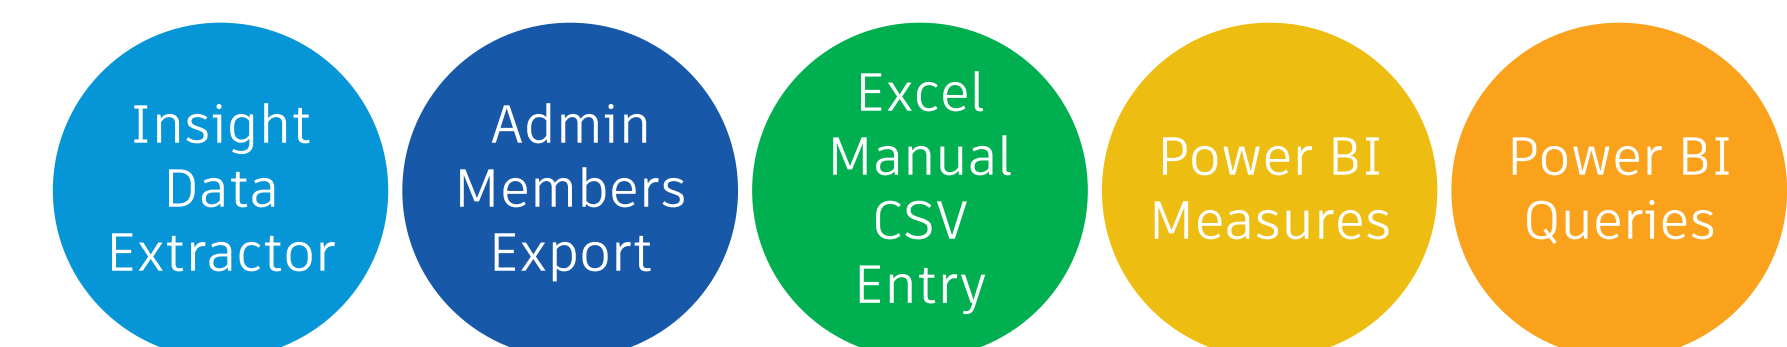 Insight
Data
Extractor
Admin
Members
Export
Excel
Manual
CSV
Entry
Power BI
Measures
Power BI
Queries